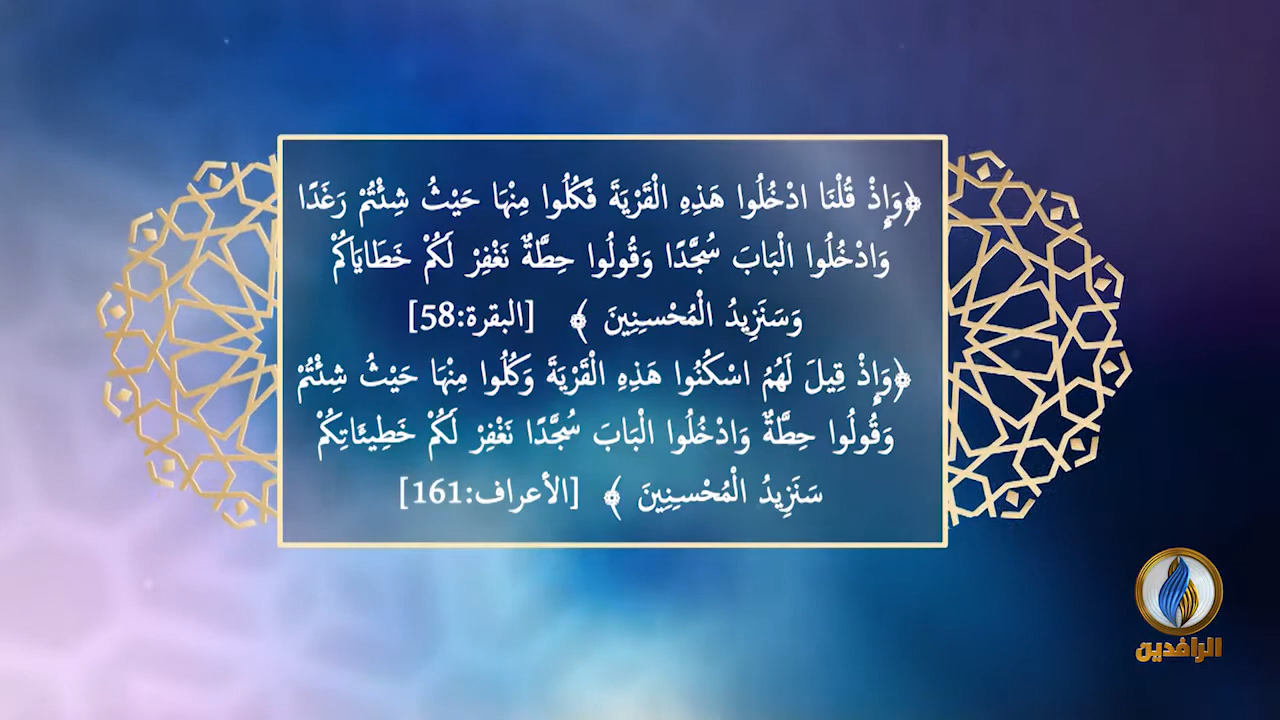 ﴿وَإِذْ قُلْنَا ادْخُلُوا هَذِهِ الْقَرْيَةَ فَكُلُوا مِنْهَا حَيْثُ شِئْتُمْ رَغَدًا
وَادْخُلُوا الْبَابَ سُجَّدًا وَقُولُوا حِطَّةٌ نَغْفِرْ لَكُمْ خَطَايَاكُمْ
وَسَنَزِيدُ الْمُحْسِنِينَ ﴾ [البقرة:58]
﴿وَإِذْ قِيلَ لَهُمُ اسْكُنُوا هَذِهِ الْقَرْيَةَ وَكُلُوا مِنْهَا حَيْثُ شِئْتُمْ
وَقُولُوا حِطَّةٌ وَادْخُلُوا الْبَابَ سُجَّدًا نَغْفِرْ لَكُمْ خَطِيئَاتِكُمْ
سَنَزِيدُ الْمُحْسِنِينَ ﴾ [الأعراف:161]
الرافدين